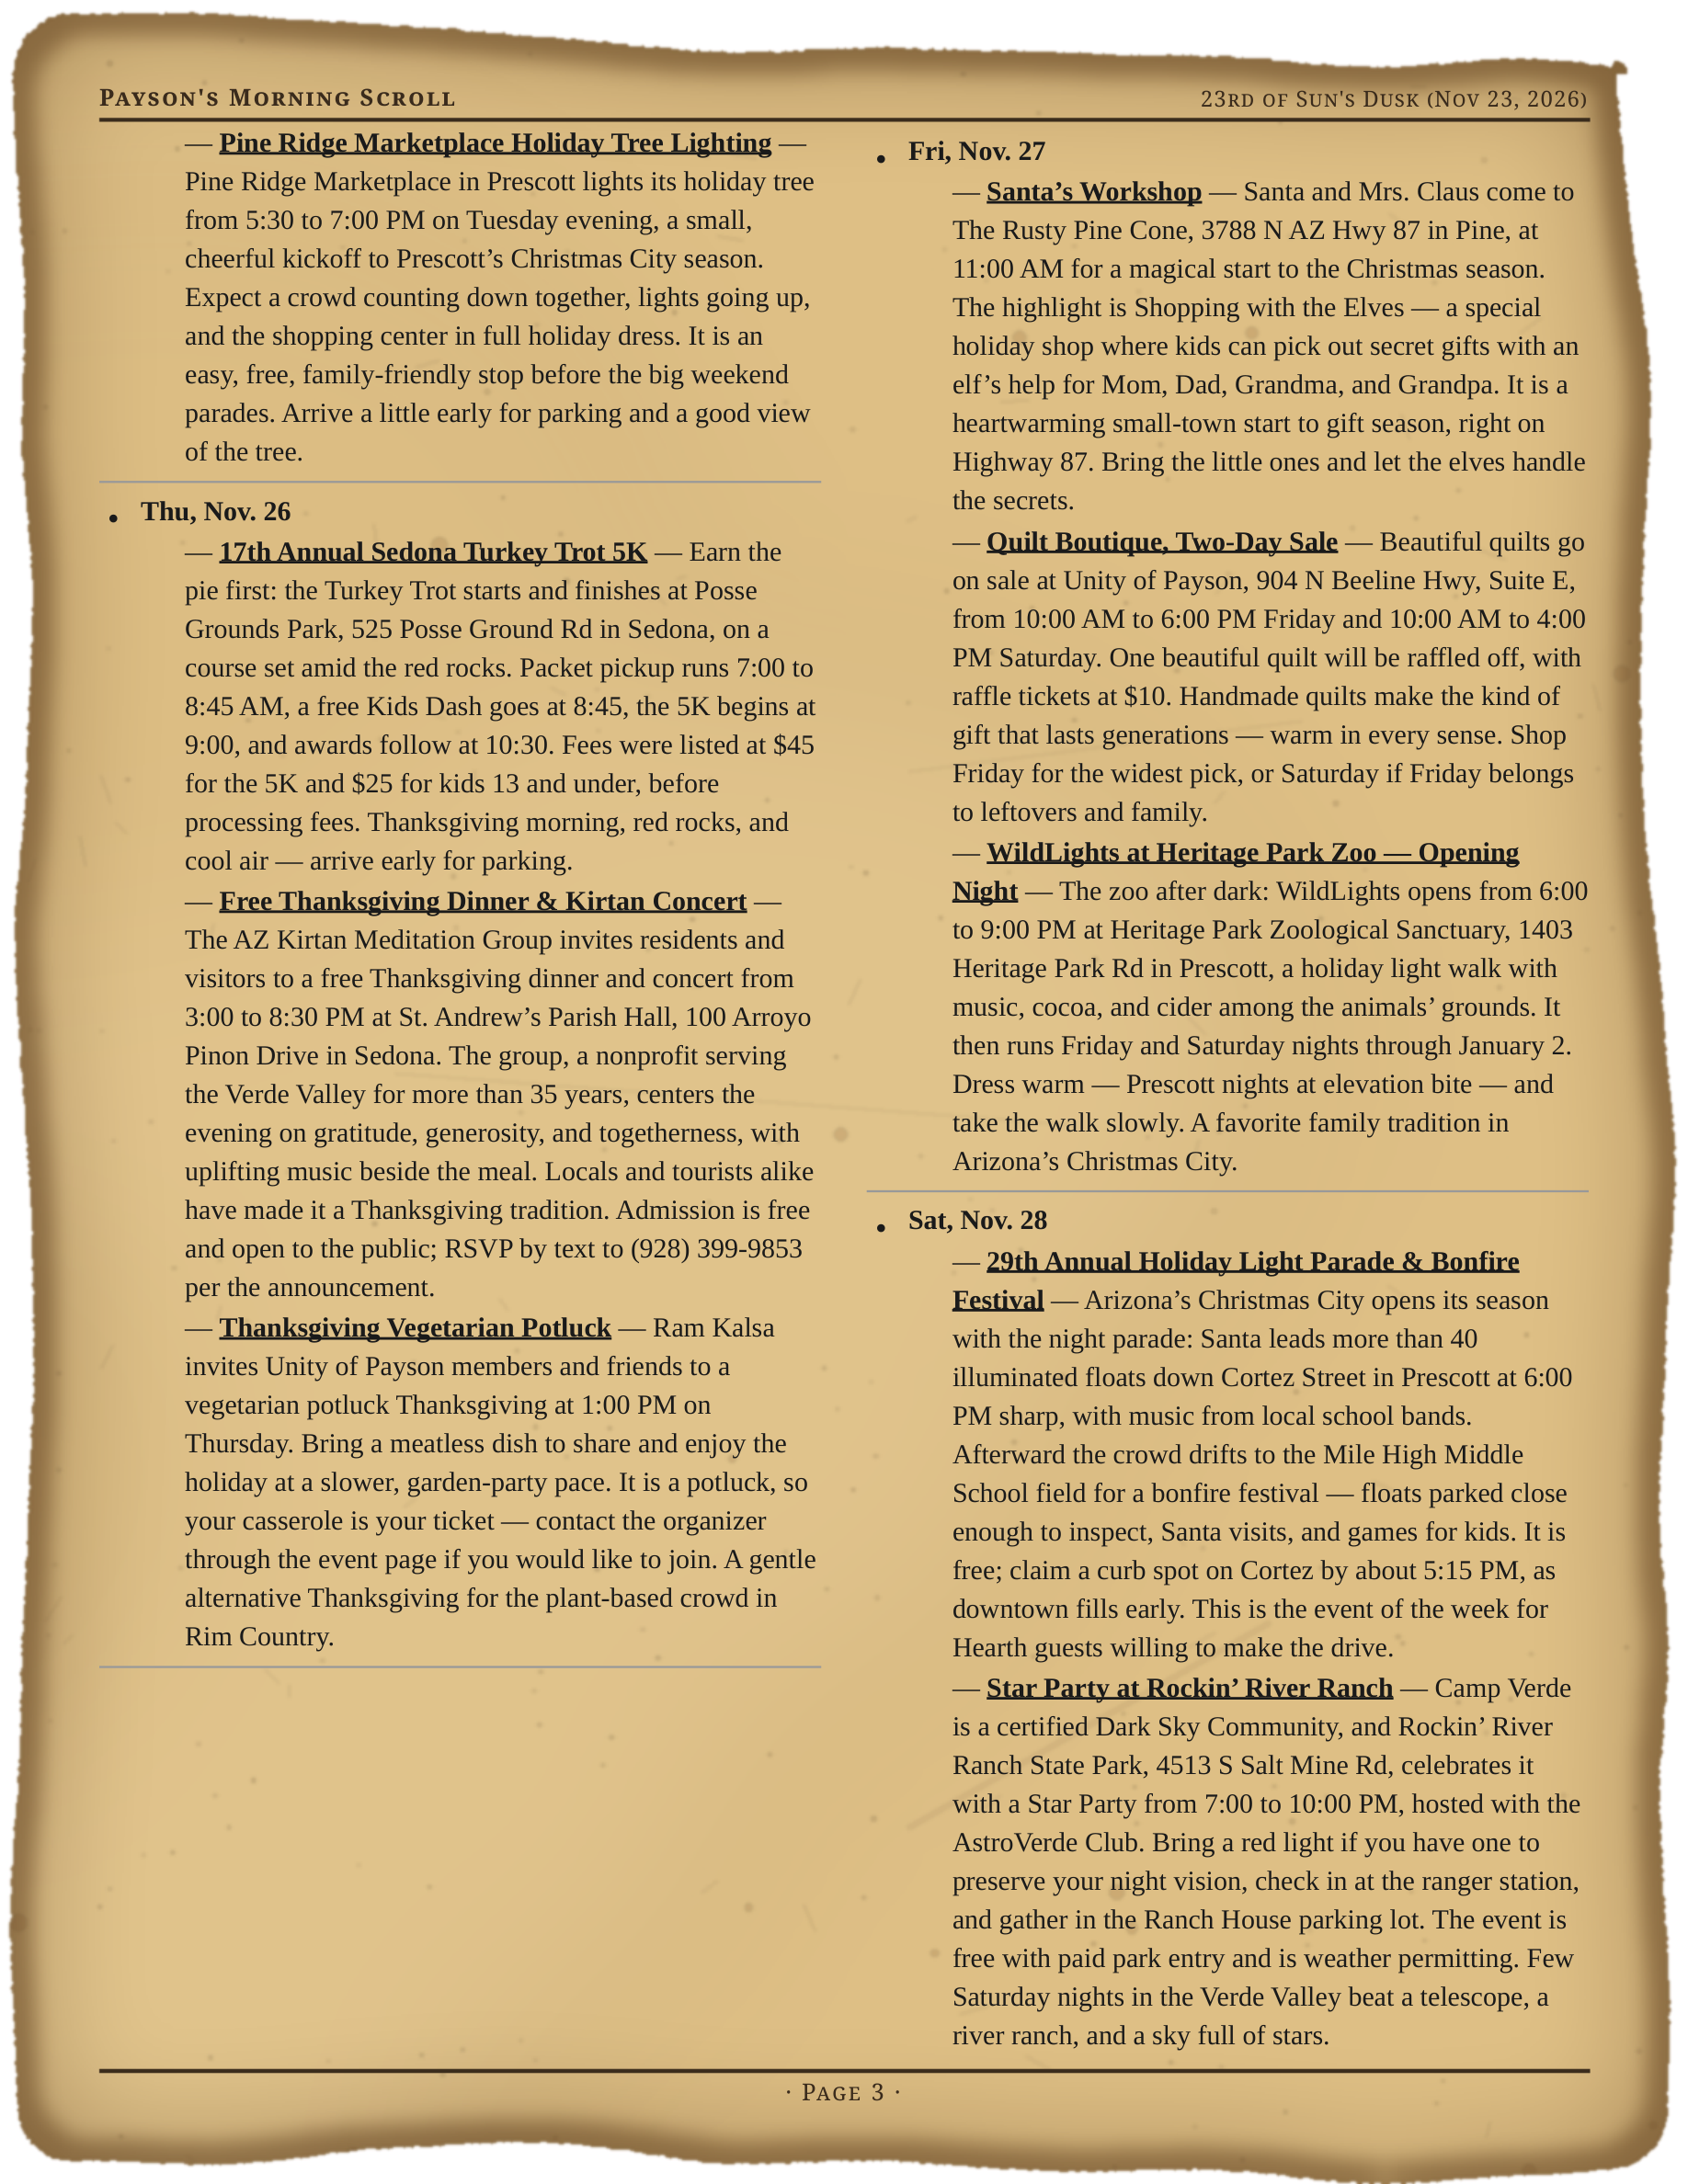 Payson's Morning Scroll
23rd of Sun's Dusk (Nov 23, 2026)
— Pine Ridge Marketplace Holiday Tree Lighting —
Pine Ridge Marketplace in Prescott lights its holiday tree
from 5:30 to 7:00 PM on Tuesday evening, a small,
cheerful kickoff to Prescott’s Christmas City season.
Expect a crowd counting down together, lights going up,
and the shopping center in full holiday dress. It is an
easy, free, family-friendly stop before the big weekend
parades. Arrive a little early for parking and a good view
of the tree.
• Thu, Nov. 26
— 17th Annual Sedona Turkey Trot 5K — Earn the
pie first: the Turkey Trot starts and finishes at Posse
Grounds Park, 525 Posse Ground Rd in Sedona, on a
course set amid the red rocks. Packet pickup runs 7:00 to
8:45 AM, a free Kids Dash goes at 8:45, the 5K begins at
9:00, and awards follow at 10:30. Fees were listed at $45
for the 5K and $25 for kids 13 and under, before
processing fees. Thanksgiving morning, red rocks, and
cool air — arrive early for parking.
— Free Thanksgiving Dinner & Kirtan Concert —
The AZ Kirtan Meditation Group invites residents and
visitors to a free Thanksgiving dinner and concert from
3:00 to 8:30 PM at St. Andrew’s Parish Hall, 100 Arroyo
Pinon Drive in Sedona. The group, a nonprofit serving
the Verde Valley for more than 35 years, centers the
evening on gratitude, generosity, and togetherness, with
uplifting music beside the meal. Locals and tourists alike
have made it a Thanksgiving tradition. Admission is free
and open to the public; RSVP by text to (928) 399-9853
per the announcement.
— Thanksgiving Vegetarian Potluck — Ram Kalsa
invites Unity of Payson members and friends to a
vegetarian potluck Thanksgiving at 1:00 PM on
Thursday. Bring a meatless dish to share and enjoy the
holiday at a slower, garden-party pace. It is a potluck, so
your casserole is your ticket — contact the organizer
through the event page if you would like to join. A gentle
alternative Thanksgiving for the plant-based crowd in
Rim Country.
• Fri, Nov. 27
— Santa’s Workshop — Santa and Mrs. Claus come to
The Rusty Pine Cone, 3788 N AZ Hwy 87 in Pine, at
11:00 AM for a magical start to the Christmas season.
The highlight is Shopping with the Elves — a special
holiday shop where kids can pick out secret gifts with an
elf’s help for Mom, Dad, Grandma, and Grandpa. It is a
heartwarming small-town start to gift season, right on
Highway 87. Bring the little ones and let the elves handle
the secrets.
— Quilt Boutique, Two-Day Sale — Beautiful quilts go
on sale at Unity of Payson, 904 N Beeline Hwy, Suite E,
from 10:00 AM to 6:00 PM Friday and 10:00 AM to 4:00
PM Saturday. One beautiful quilt will be raffled off, with
raffle tickets at $10. Handmade quilts make the kind of
gift that lasts generations — warm in every sense. Shop
Friday for the widest pick, or Saturday if Friday belongs
to leftovers and family.
— WildLights at Heritage Park Zoo — Opening
Night — The zoo after dark: WildLights opens from 6:00
to 9:00 PM at Heritage Park Zoological Sanctuary, 1403
Heritage Park Rd in Prescott, a holiday light walk with
music, cocoa, and cider among the animals’ grounds. It
then runs Friday and Saturday nights through January 2.
Dress warm — Prescott nights at elevation bite — and
take the walk slowly. A favorite family tradition in
Arizona’s Christmas City.
• Sat, Nov. 28
— 29th Annual Holiday Light Parade & Bonfire
Festival — Arizona’s Christmas City opens its season
with the night parade: Santa leads more than 40
illuminated floats down Cortez Street in Prescott at 6:00
PM sharp, with music from local school bands.
Afterward the crowd drifts to the Mile High Middle
School field for a bonfire festival — floats parked close
enough to inspect, Santa visits, and games for kids. It is
free; claim a curb spot on Cortez by about 5:15 PM, as
downtown fills early. This is the event of the week for
Hearth guests willing to make the drive.
— Star Party at Rockin’ River Ranch — Camp Verde
is a certified Dark Sky Community, and Rockin’ River
Ranch State Park, 4513 S Salt Mine Rd, celebrates it
with a Star Party from 7:00 to 10:00 PM, hosted with the
AstroVerde Club. Bring a red light if you have one to
preserve your night vision, check in at the ranger station,
and gather in the Ranch House parking lot. The event is
free with paid park entry and is weather permitting. Few
Saturday nights in the Verde Valley beat a telescope, a
river ranch, and a sky full of stars.
· Page 3 ·